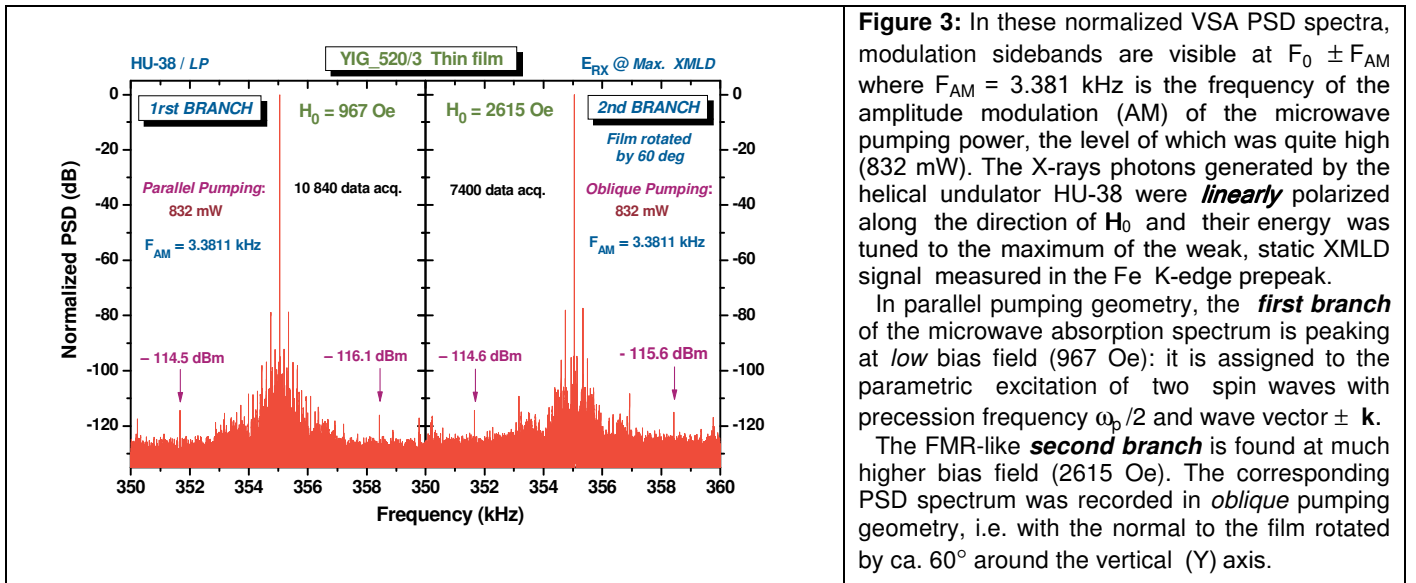 YIG_520/3 Thin film
HU-38 / LP
E_RX @ Max. XMLD
1rst BRANCH
H_0 = 967 Oe
H_0 = 2615 Oe
2nd BRANCH
Film rotated
by 60 deg
Parallel Pumping:
832 mW
10 840 data acq.
7400 data acq.
Oblique Pumping:
832 mW
F_AM = 3.3811 kHz
F_AM = 3.3811 kHz
– 114.5 dBm
– 116.1 dBm
– 114.6 dBm
- 115.6 dBm
Normalized PSD (dB)
0
-20
-40
-60
-80
-100
-120
0
-20
-40
-60
-80
-100
-120
350 352 354 356 358 350 352 354 356 358 360
Frequency (kHz)
Figure 3: In these normalized VSA PSD spectra,
modulation sidebands are visible at F_0 ± F_AM
where F_AM = 3.381 kHz is the frequency of the
amplitude modulation (AM) of the microwave
pumping power, the level of which was quite high
(832 mW). The X-rays photons generated by the
helical undulator HU-38 were linearly polarized
along the direction of H_0 and their energy was
tuned to the maximum of the weak, static XMLD
signal measured in the Fe K-edge prepeak.
In parallel pumping geometry, the first branch
of the microwave absorption spectrum is peaking
at low bias field (967 Oe): it is assigned to the
parametric excitation of two spin waves with
precession frequency ω_p /2 and wave vector ± k.
The FMR-like second branch is found at much
higher bias field (2615 Oe). The corresponding
PSD spectrum was recorded in oblique pumping
geometry, i.e. with the normal to the film rotated
by ca. 60° around the vertical (Y) axis.